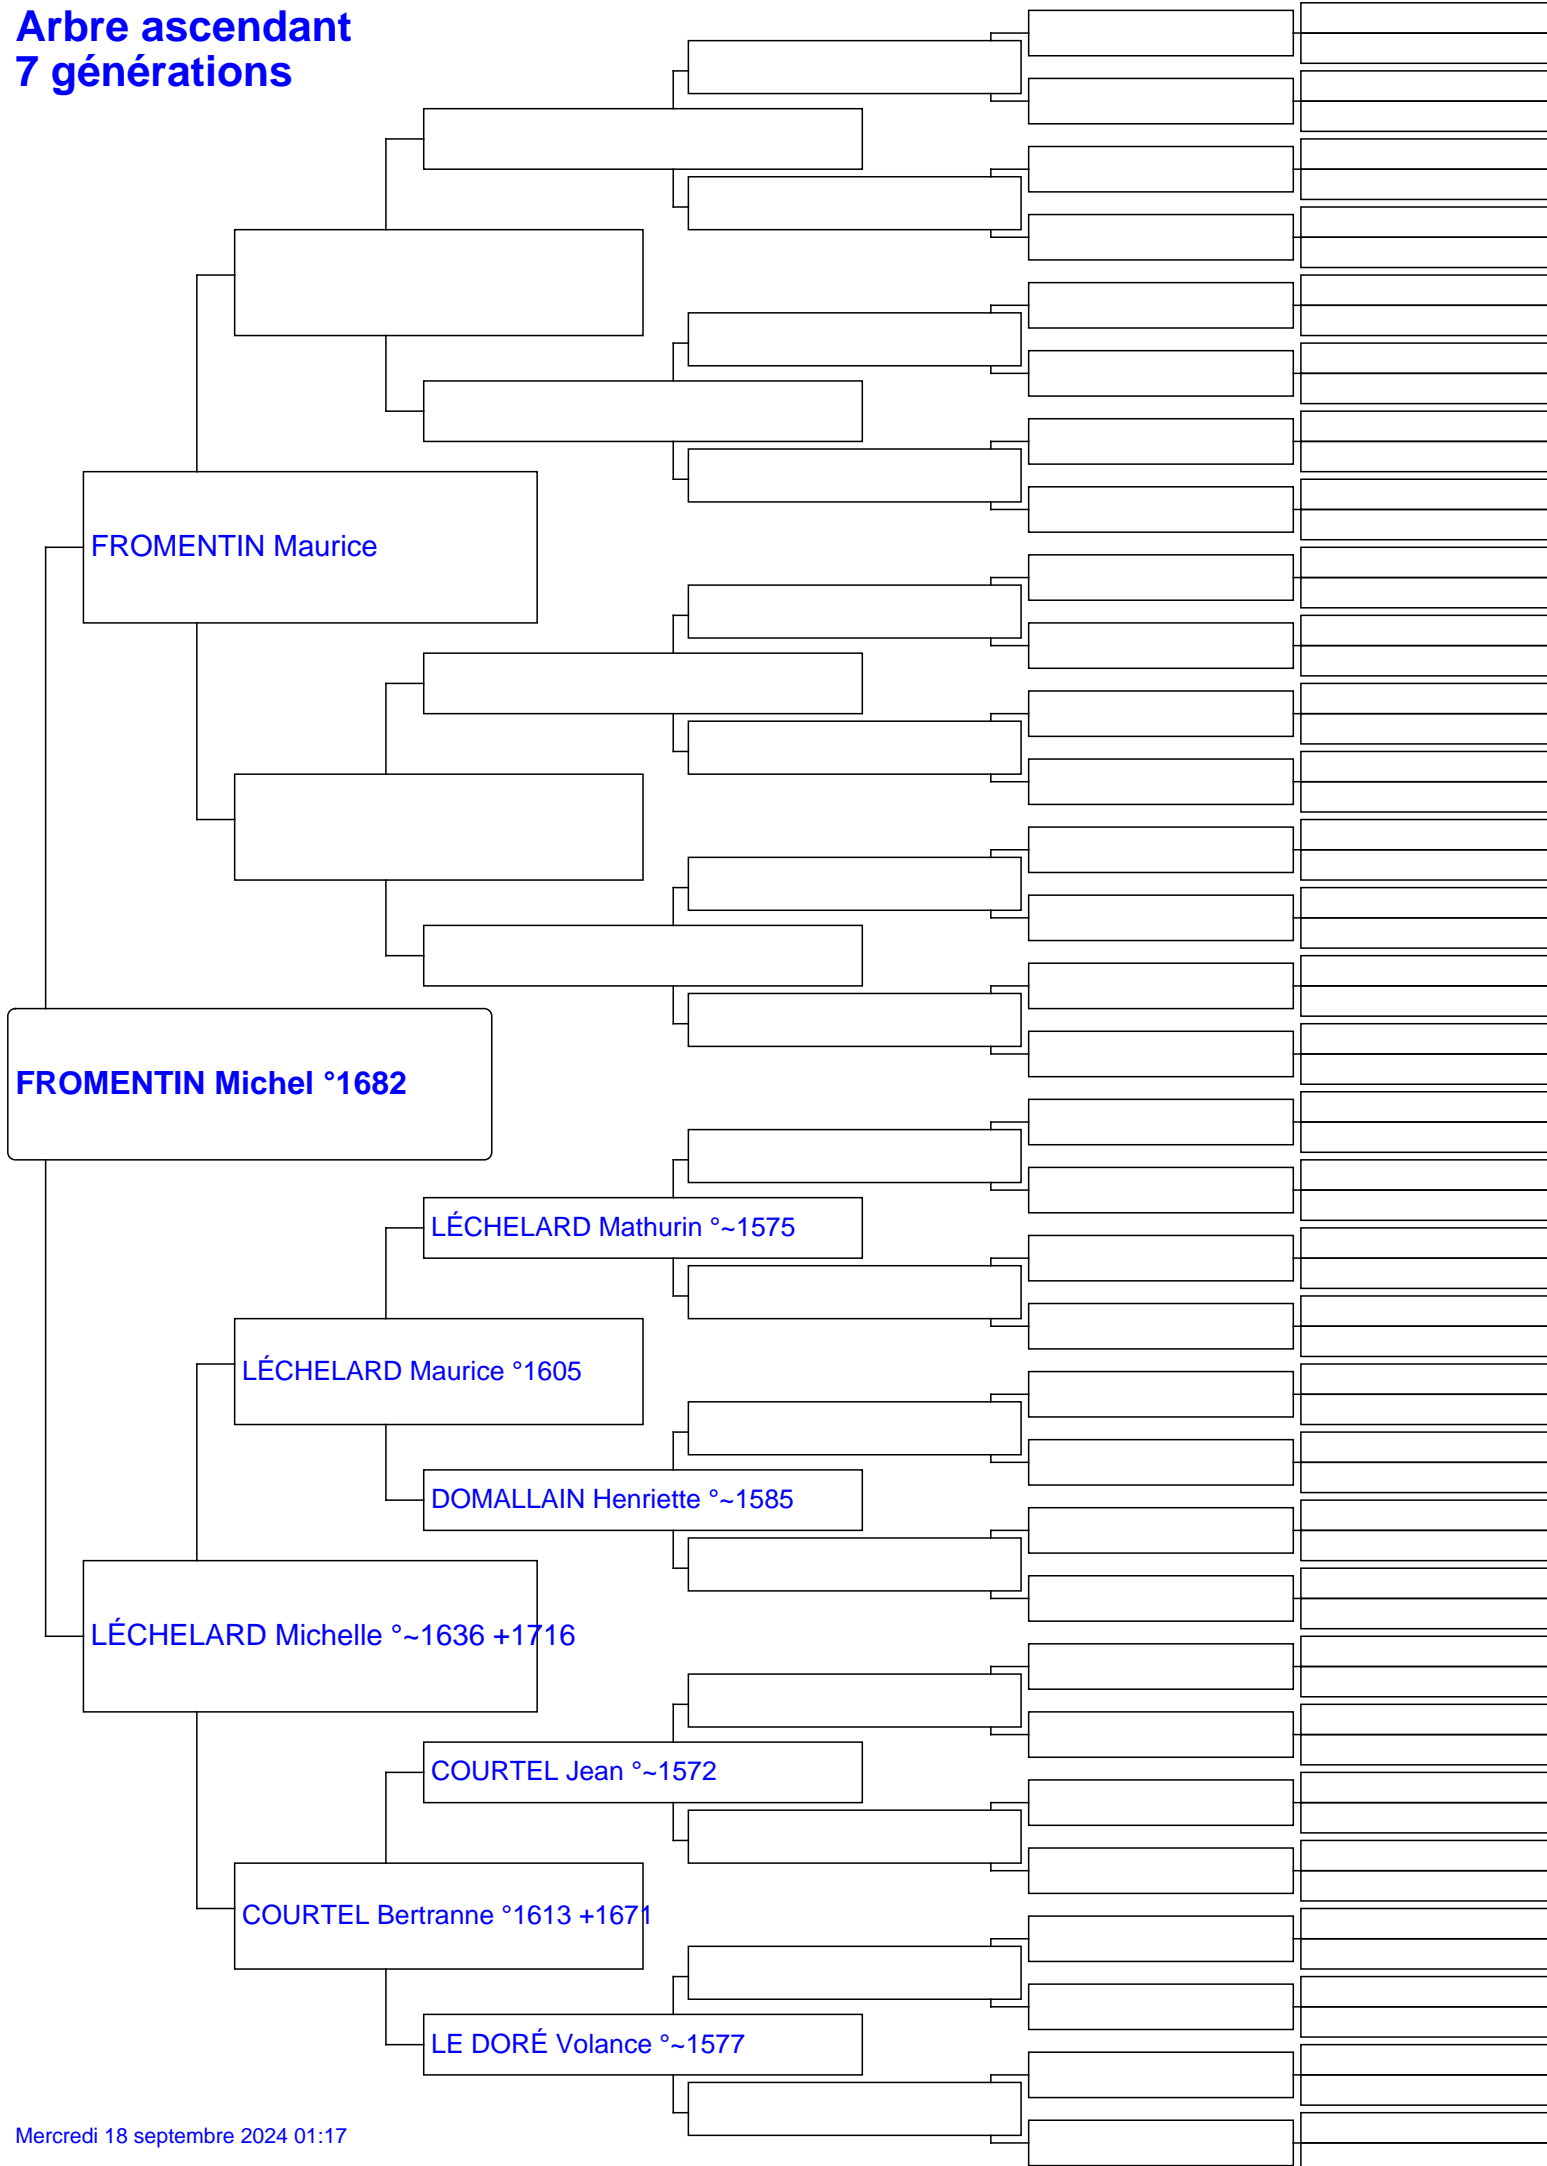 Arbre ascendant
7 générations
FROMENTIN Maurice
FROMENTIN Michel °1682
LÉCHELARD Mathurin °~1575
LÉCHELARD Maurice °1605
DOMALLAIN Henriette °~1585
LÉCHELARD Michelle °~1636 +1716
COURTEL Jean °~1572
COURTEL Bertranne °1613 +1671
LE DORÉ Volance °~1577
Mercredi 18 septembre 2024 01:17